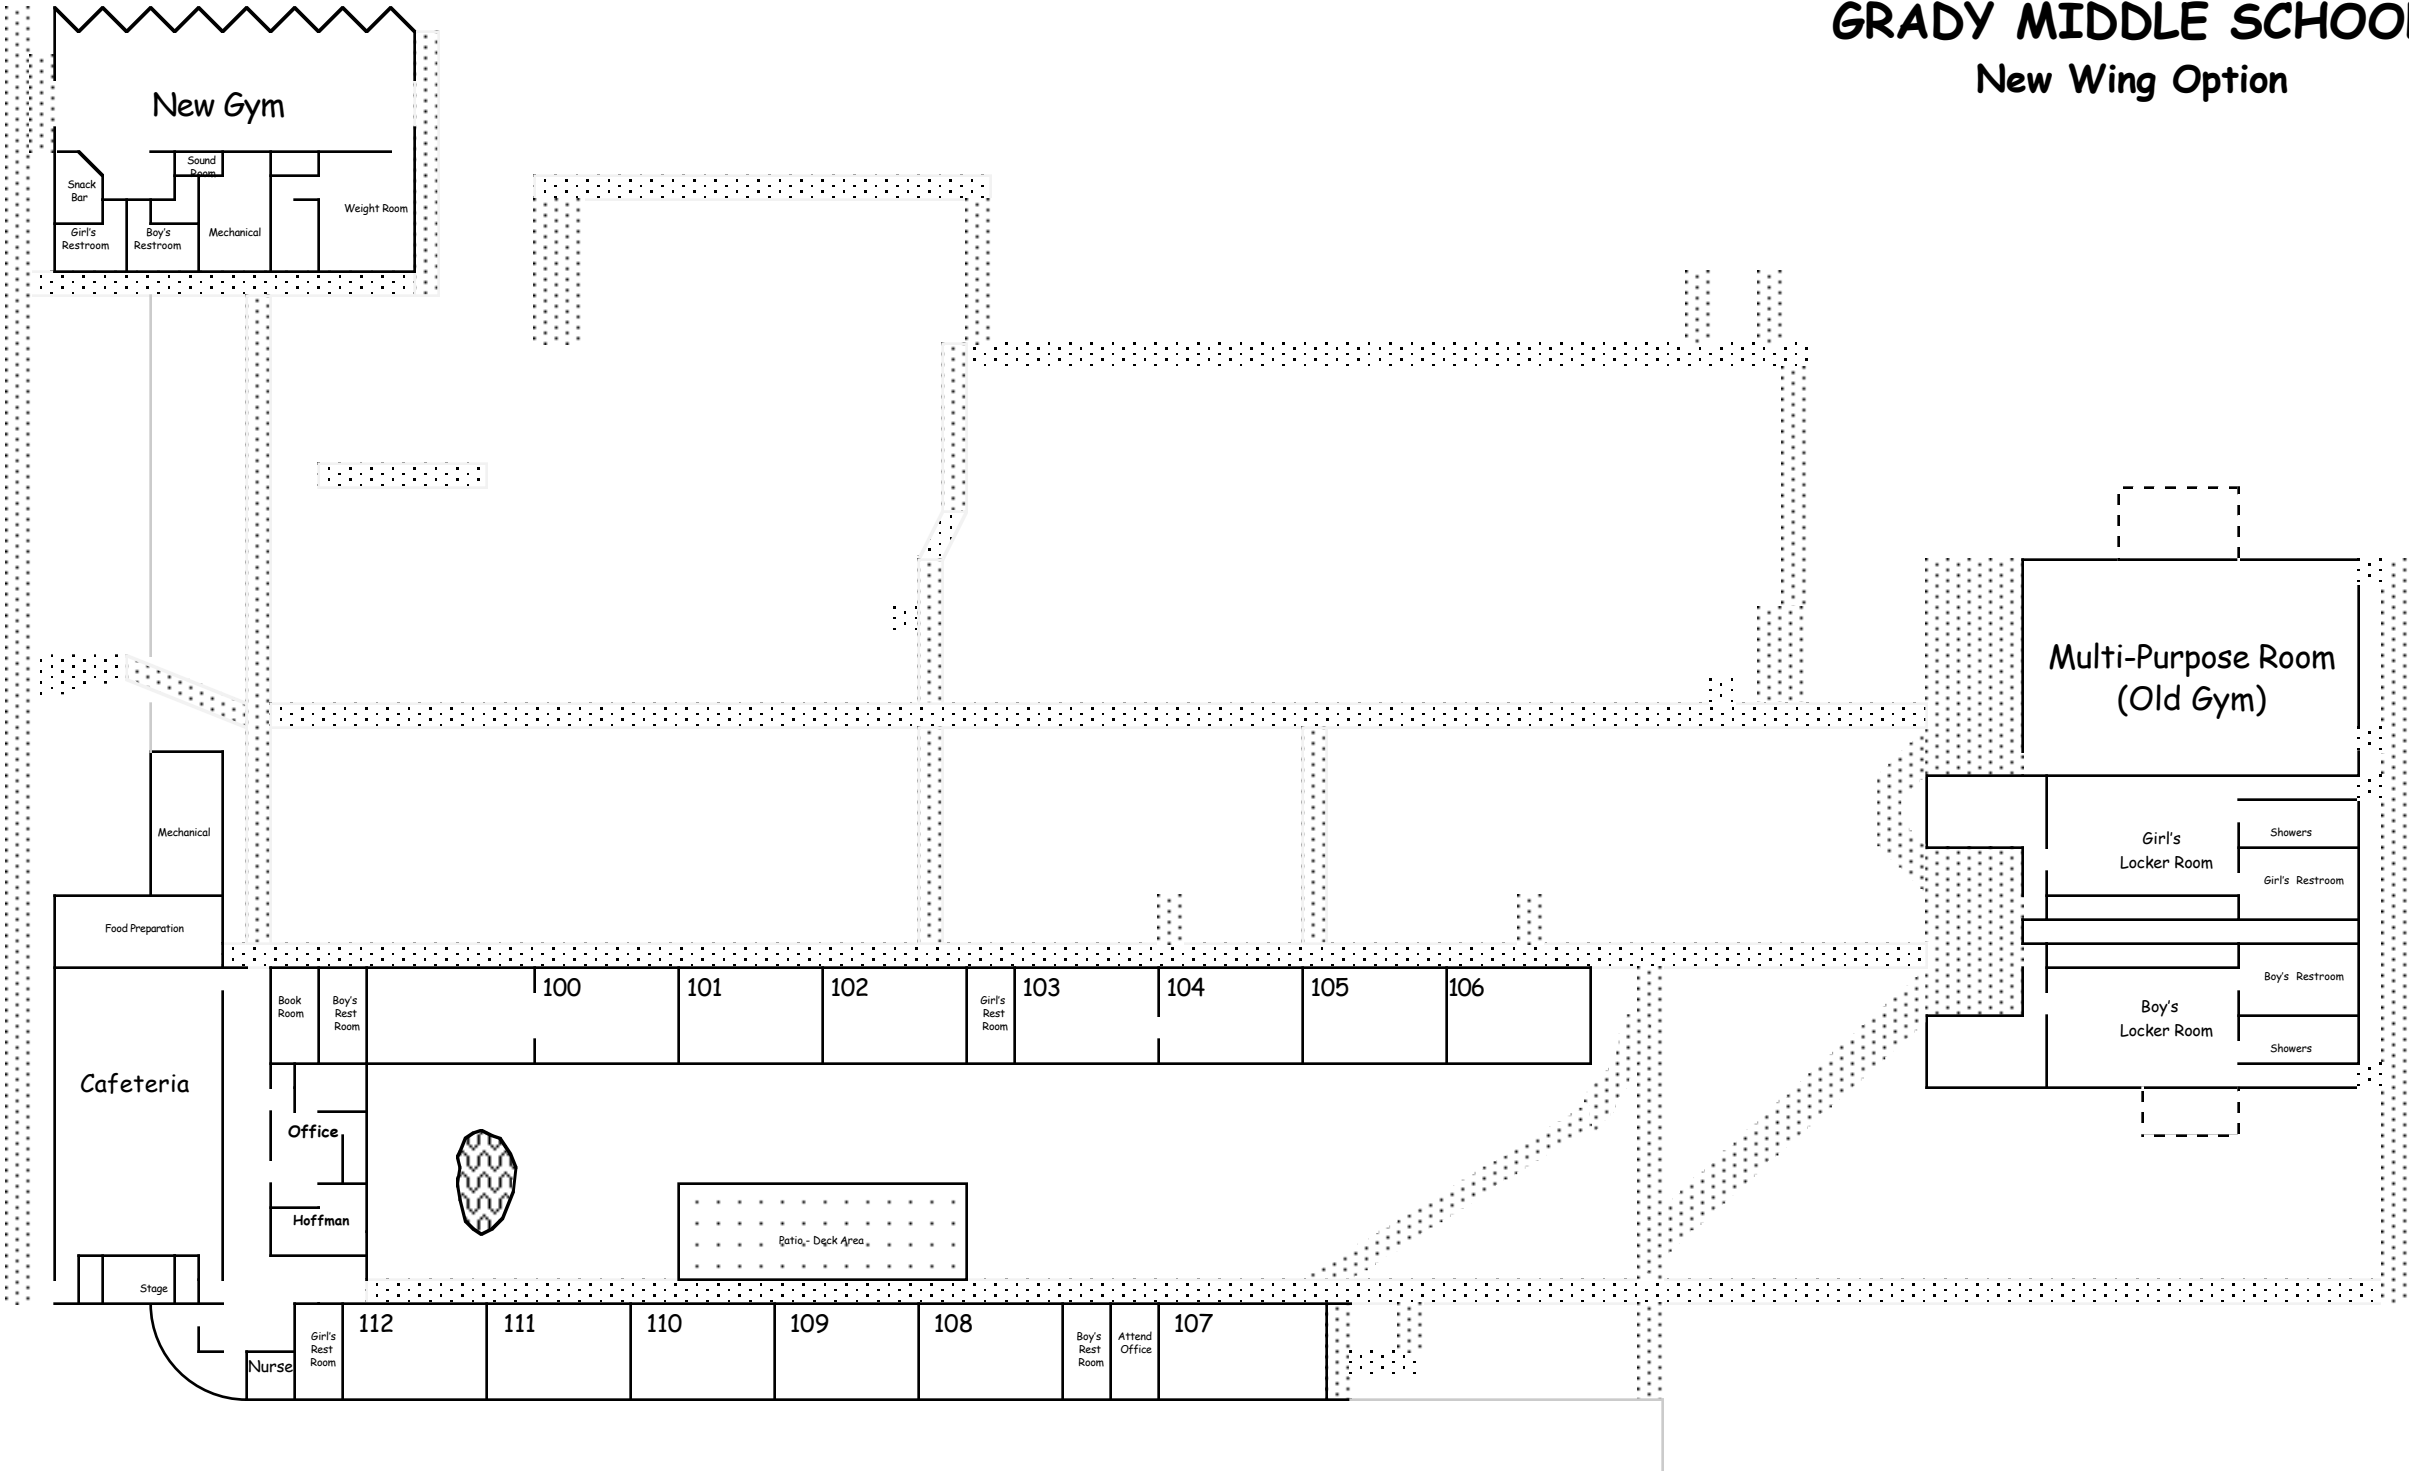 GRADY MIDDLE SCHOOL
New Wing Option
New Gym
Sound
Room
Snack
Bar
Weight Room
Girl's
Restroom
Boy's
Restroom
Mechanical
Multi-Purpose Room
(Old Gym)
Mechanical
Girl's
Locker Room
Showers
Girl's Restroom
Food Preparation
Boy's Restroom
Boy's
Locker Room
Showers
Book
Room
Boy's
Rest
Room
100
101
102
Girl's
Rest
Room
103
104
105
106
Cafeteria
Office
Hoffman
Patio - Deck Area
Stage
Nurse
Girl's
Rest
Room
112
111
110
109
108
Boy's
Rest
Room
Attend
Office
107